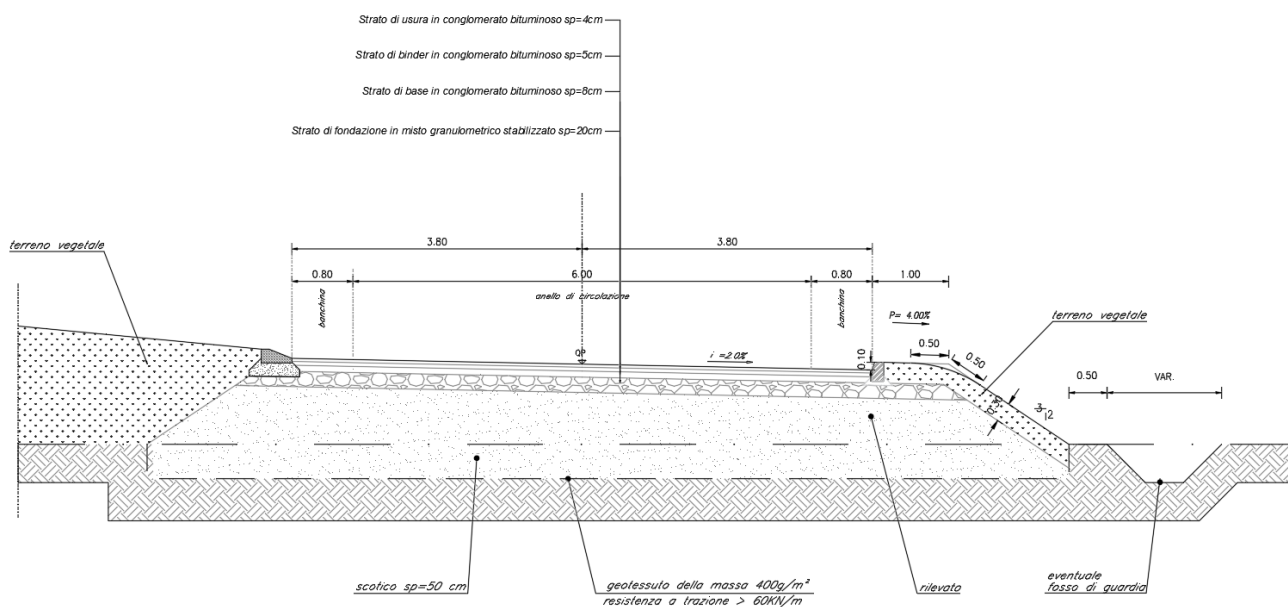 Strato di usura in conglomerato bituminoso sp=4cm
Strato di binder in conglomerato bituminoso sp=5cm
Strato di base in conglomerato bituminoso sp=8cm
Strato di fondazione in misto granulometrico stabilizzato sp=20cm
terreno vegetale
3.80
3.80
0.80
6.00
0.80
1.00
banchina
anello di circolazione
banchina
P= 4.00%
terreno vegetale
i =2.0%
0.10
0.50
0.50
0.50
VAR.
0.30
3
2
scotico sp=50 cm
geotessuto della massa 400g/m²
resistenza a trazione > 60KN/m
rilevato
eventuale
fosso di guardia